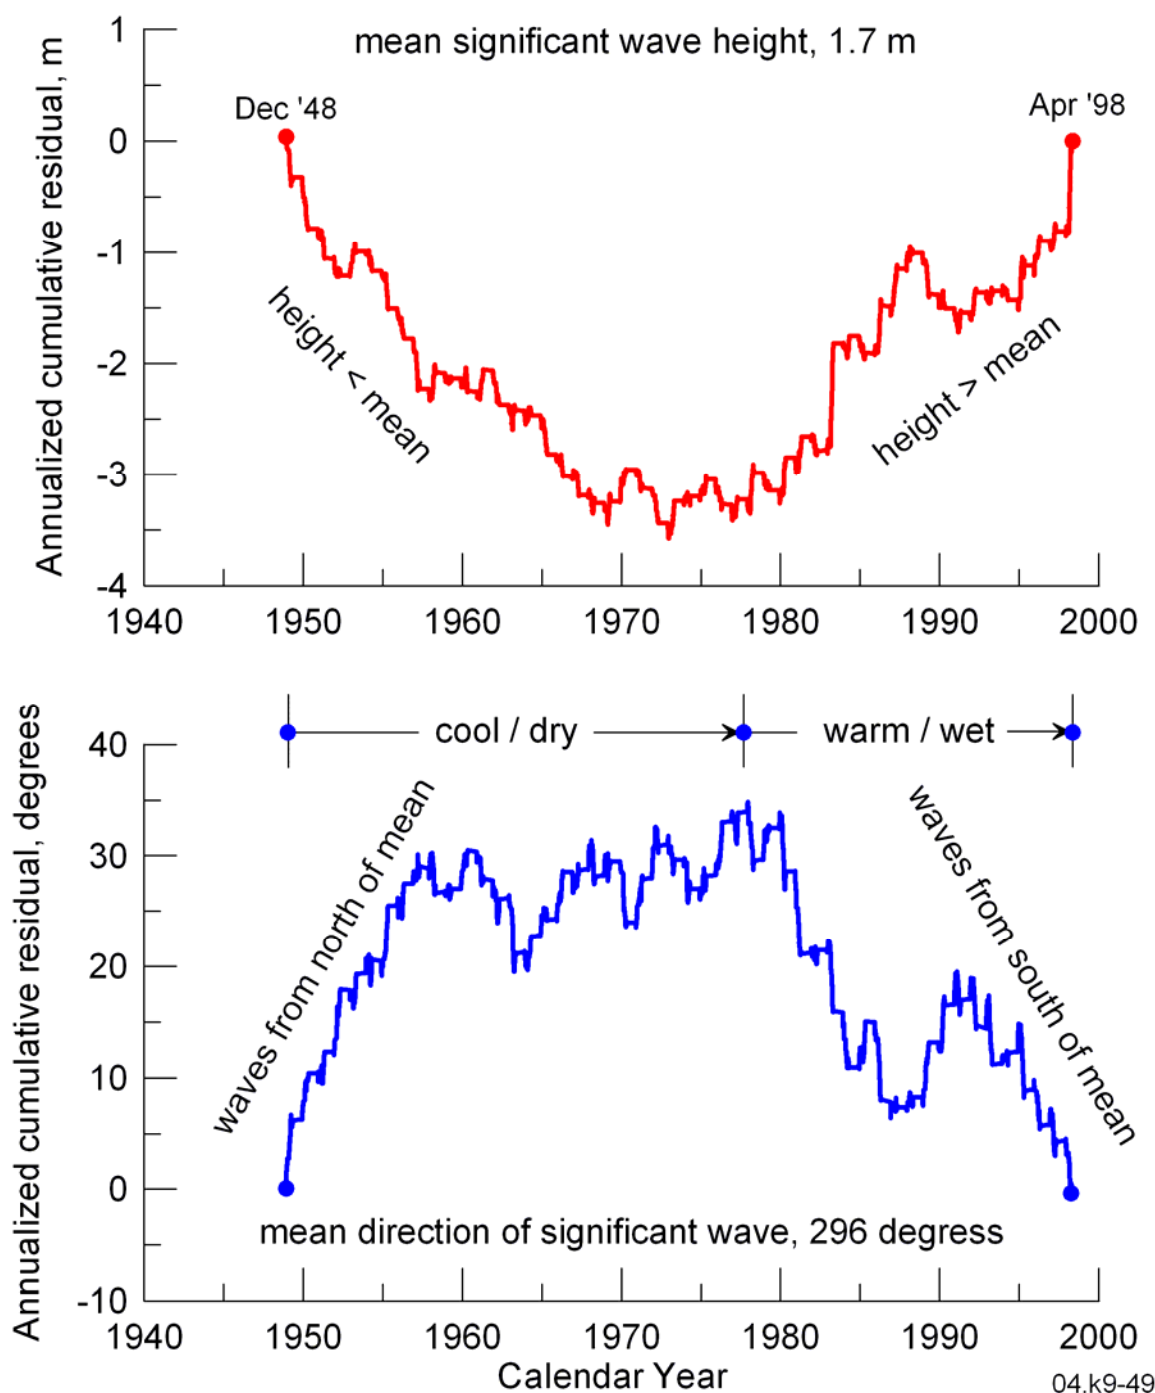 mean significant wave height, 1.7 m
Annualized cumulative residual, m
1
0
-1
-2
-3
-4
Dec '48
Apr '98
height < mean
height > mean
1940 1950 1960 1970 1980 1990 2000
cool / dry
warm / wet
Annualized cumulative residual, degrees
40
30
20
10
0
-10
waves from north of mean
waves from south of mean
mean direction of significant wave, 296 degress
1940 1950 1960 1970 1980 1990 2000
Calendar Year
04.k9-49